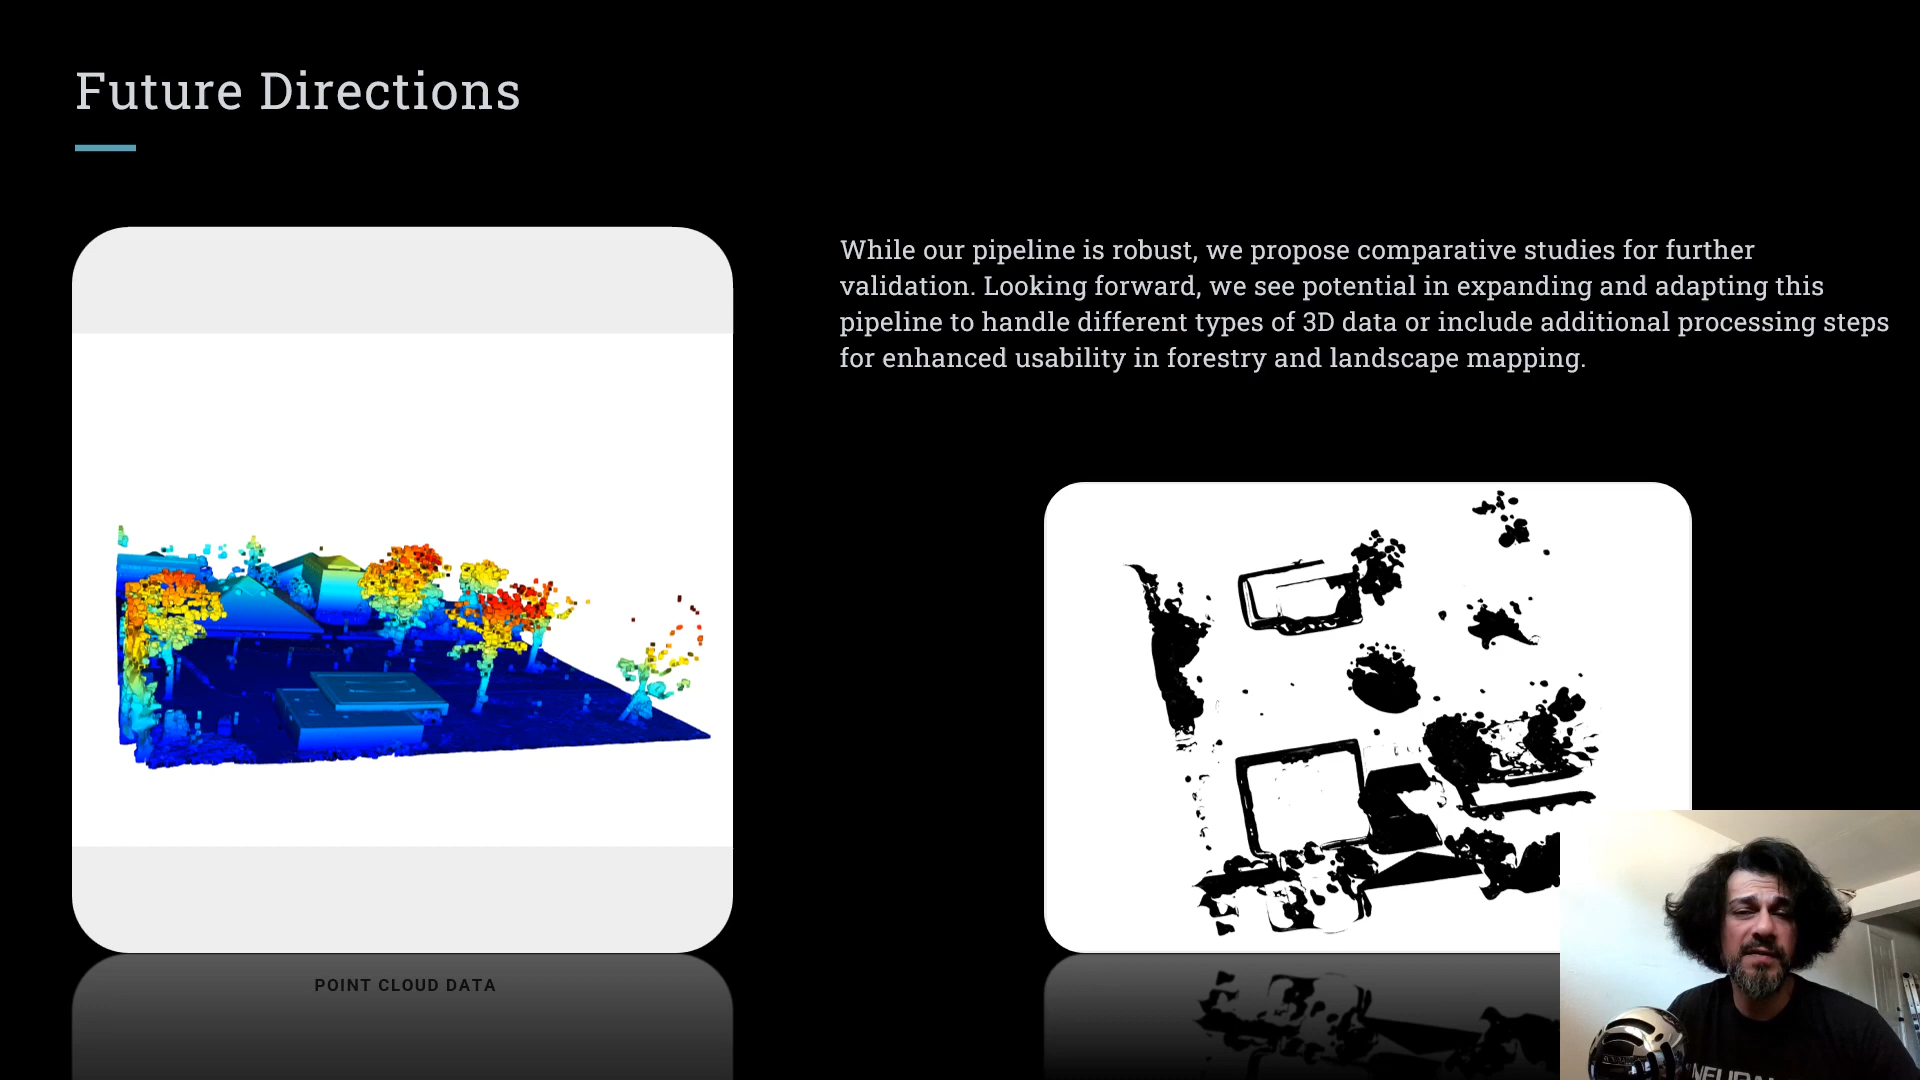 Future Directions
While our pipeline is robust, we propose comparative studies for further
validation. Looking forward, we see potential in expanding and adapting this
pipeline to handle different types of 3D data or include additional processing steps
for enhanced usability in forestry and landscape mapping.
POINT CLOUD DATA